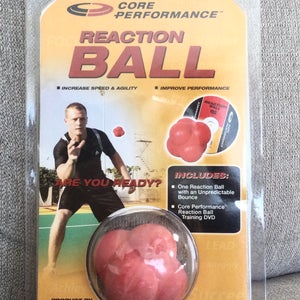 CORE
PERFORMANCE™
REACTION
BALL
▪ INCREASE SPEED & AGILITY ▪ IMPROVE PERFORMANCE
ARE YOU READY?
INCLUDES:
▪ One Reaction Ball
with an Unpredictable
Bounce
▪ Core Performance®
Reaction Ball
Training DVD